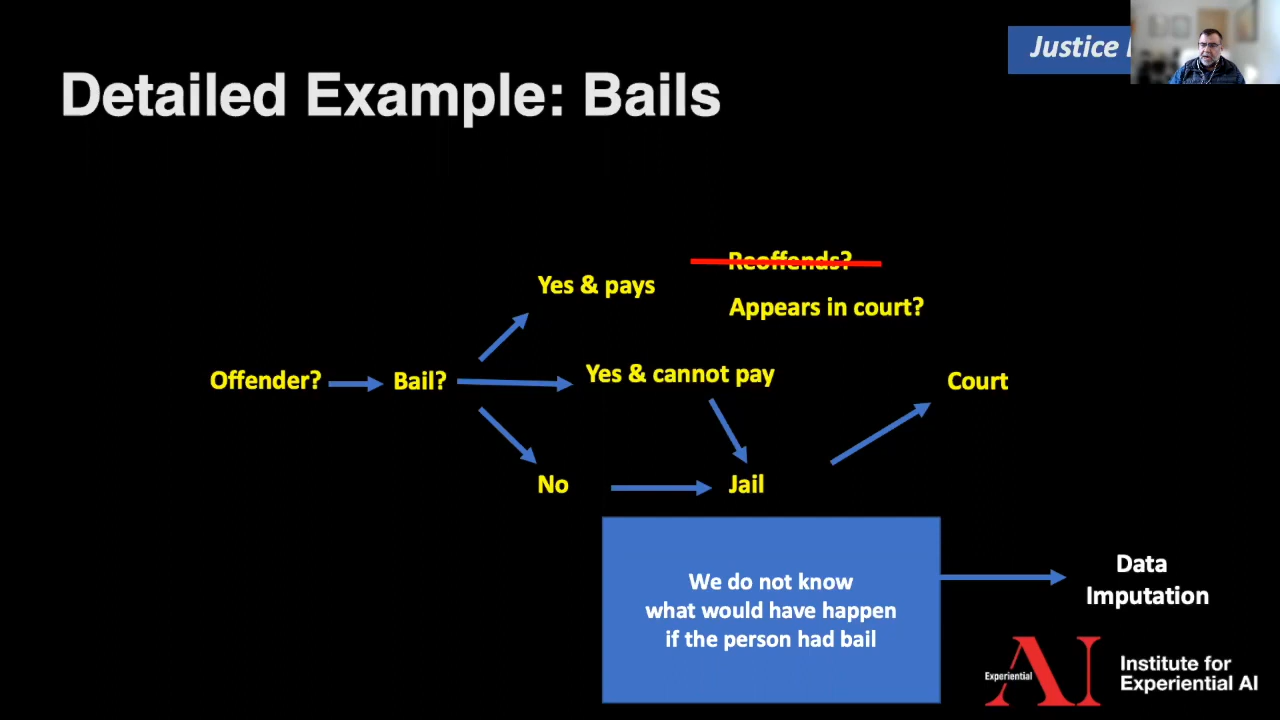 Justice
Detailed Example: Bails
Reoffends?
Yes & pays
Appears in court?
Offender?
Bail?
Yes & cannot pay
Court
No
Jail
We do not know
what would have happen
if the person had bail
Data
Imputation
Experiential
AI
Institute for
Experiential AI